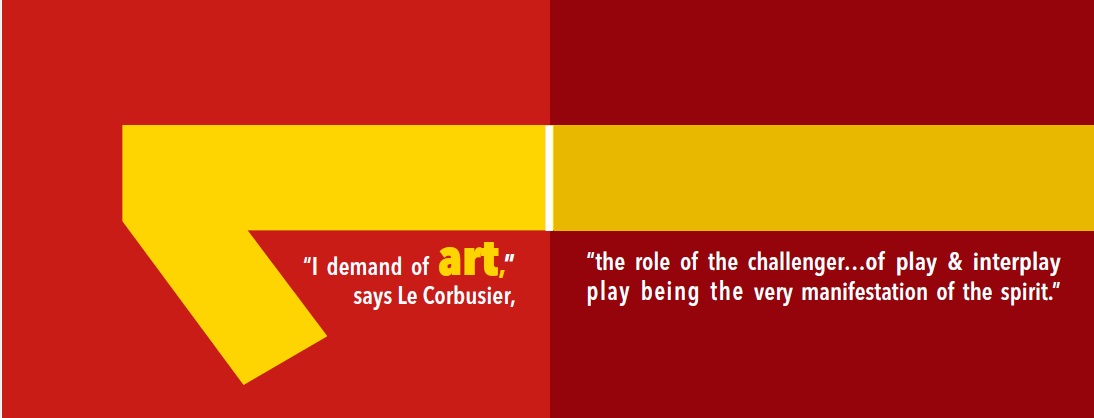 “I demand of art,”
says Le Corbusier,
“the role of the challenger...of play & interplay
play being the very manifestation of the spirit.”